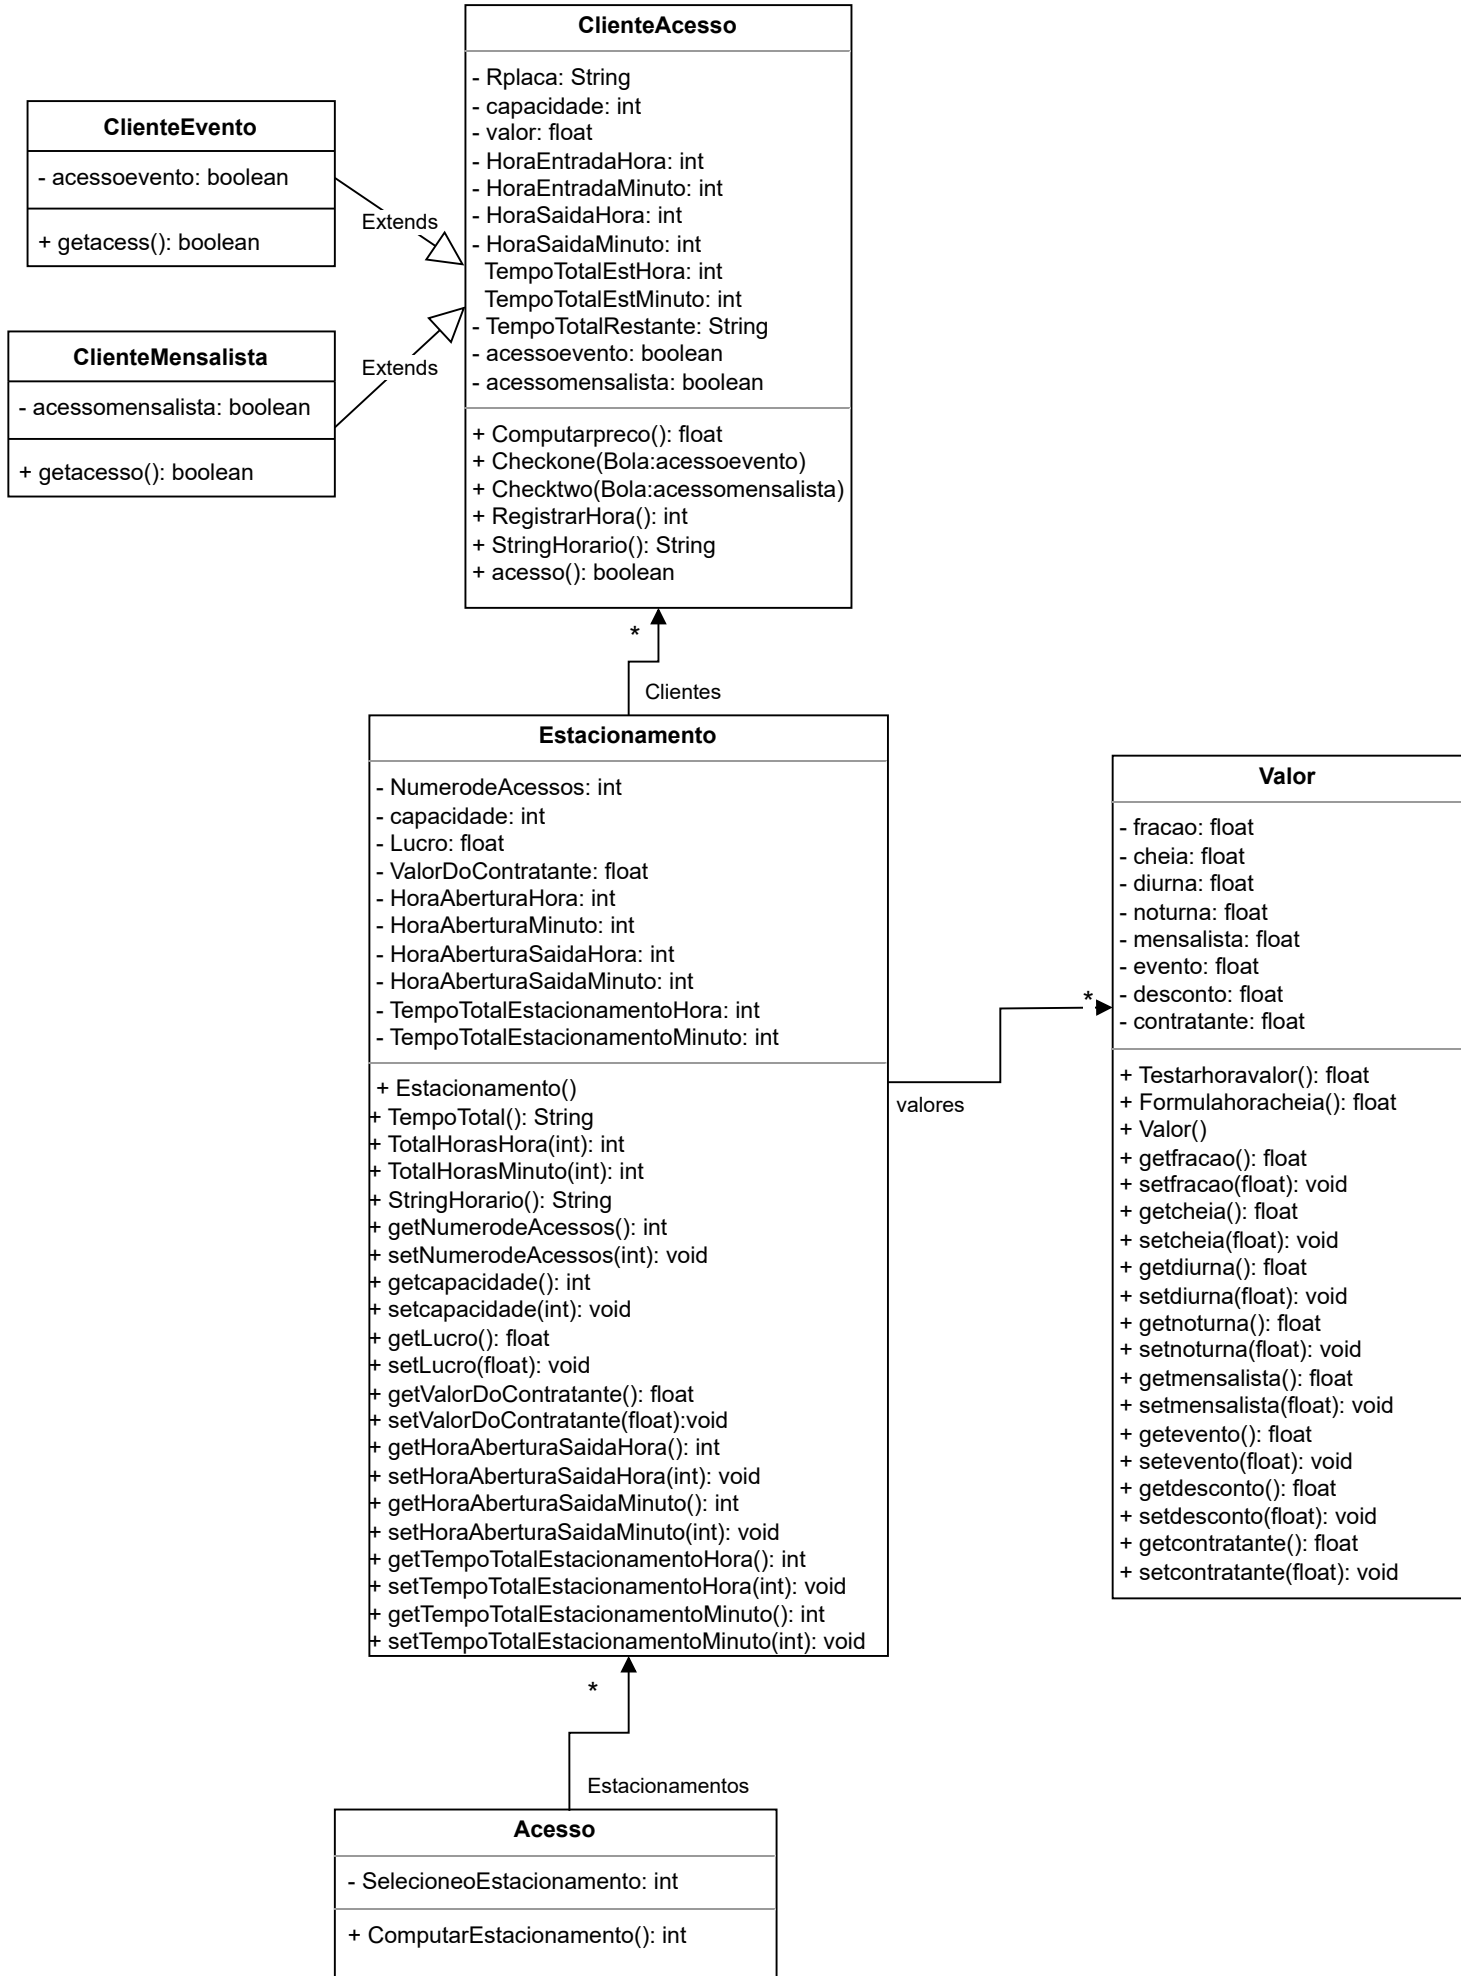 ClienteAcesso
- Rplaca: String
- capacidade: int
- valor: float
- HoraEntradaHora: int
- HoraEntradaMinuto: int
- HoraSaidaHora: int
- HoraSaidaMinuto: int
TempoTotalEstHora: int
TempoTotalEstMinuto: int
- TempoTotalRestante: String
- acessoevento: boolean
- acessomensalista: boolean
+ Computarpreco(): float
+ Checkone(Bola:acessoevento)
+ Checktwo(Bola:acessomensalista)
+ RegistrarHora(): int
+ StringHorario(): String
+ acesso(): boolean
ClienteEvento
- acessoevento: boolean
+ getacess(): boolean
Extends
ClienteMensalista
- acessomensalista: boolean
+ getacesso(): boolean
Extends
*
Clientes
Estacionamento
- NumerodeAcessos: int
- capacidade: int
- Lucro: float
- ValorDoContratante: float
- HoraAberturaHora: int
- HoraAberturaMinuto: int
- HoraAberturaSaidaHora: int
- HoraAberturaSaidaMinuto: int
- TempoTotalEstacionamentoHora: int
- TempoTotalEstacionamentoMinuto: int
+ Estacionamento()
+ TempoTotal(): String
+ TotalHorasHora(int): int
+ TotalHorasMinuto(int): int
+ StringHorario(): String
+ getNumerodeAcessos(): int
+ setNumerodeAcessos(int): void
+ getcapacidade(): int
+ setcapacidade(int): void
+ getLucro(): float
+ setLucro(float): void
+ getValorDoContratante(): float
+ setValorDoContratante(float):void
+ getHoraAberturaSaidaHora(): int
+ setHoraAberturaSaidaHora(int): void
+ getHoraAberturaSaidaMinuto(): int
+ setHoraAberturaSaidaMinuto(int): void
+ getTempoTotalEstacionamentoHora(): int
+ setTempoTotalEstacionamentoHora(int): void
+ getTempoTotalEstacionamentoMinuto(): int
+ setTempoTotalEstacionamentoMinuto(int): void
*
valores
Valor
- fracao: float
- cheia: float
- diurna: float
- noturna: float
- mensalista: float
- evento: float
- desconto: float
- contratante: float
+ Testarhoravalor(): float
+ Formulahoracheia(): float
+ Valor()
+ getfracao(): float
+ setfracao(float): void
+ getcheia(): float
+ setcheia(float): void
+ getdiurna(): float
+ setdiurna(float): void
+ getnoturna(): float
+ setnoturna(float): void
+ getmensalista(): float
+ setmensalista(float): void
+ getevento(): float
+ setevento(float): void
+ getdesconto(): float
+ setdesconto(float): void
+ getcontratante(): float
+ setcontratante(float): void
*
Estacionamentos
Acesso
- SelecioneoEstacionamento: int
+ ComputarEstacionamento(): int